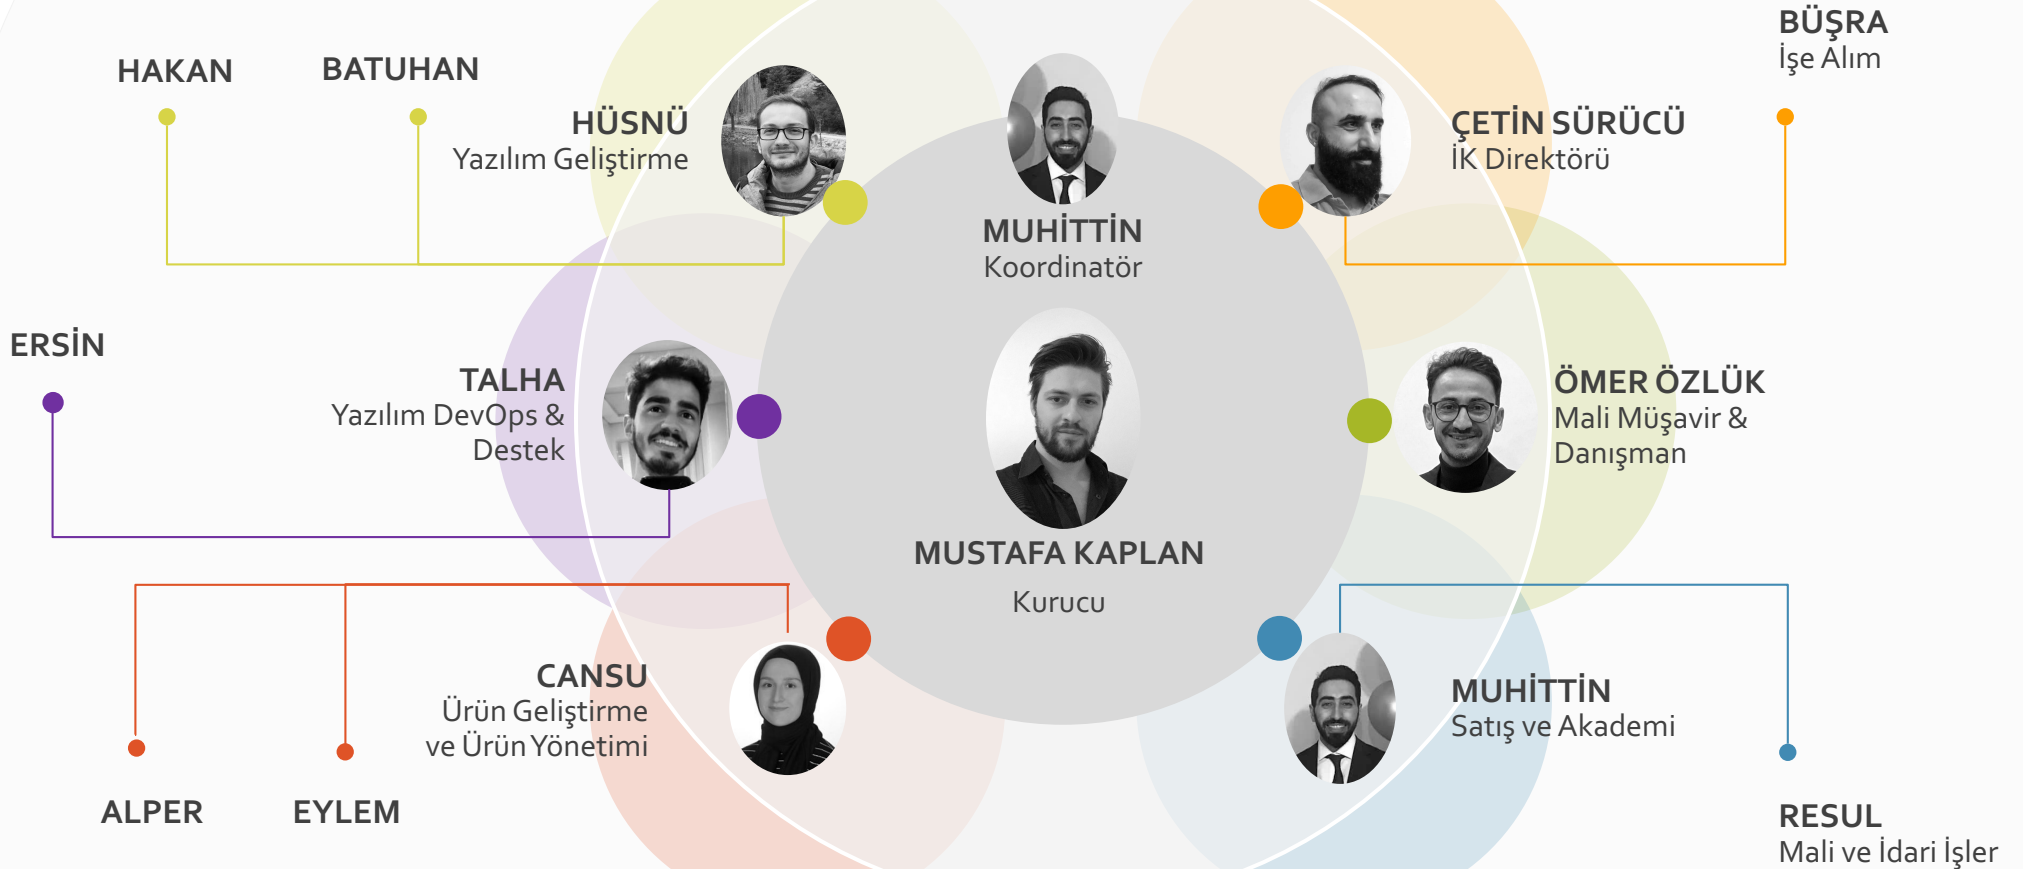 BÜŞRA
İşe Alım
HAKAN
BATUHAN
HÜSNÜ
Yazılım Geliştirme
ÇETİN SÜRÜCÜ
İK Direktörü
MUHİTTİN
Koordinatör
ERSİN
TALHA
Yazılım DevOps &
Destek
ÖMER ÖZLÜK
Mali Müşavir &
Danışman
MUSTAFA KAPLAN
Kurucu
CANSU
Ürün Geliştirme
ve Ürün Yönetimi
MUHİTTİN
Satış ve Akademi
ALPER
EYLEM
RESUL
Mali ve İdari İşler